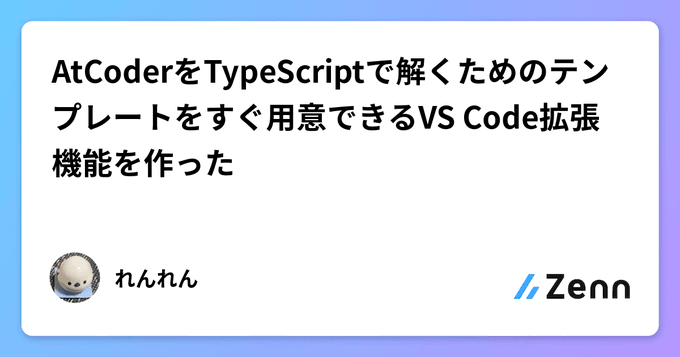 AtCoderをTypeScriptで解くためのテン
プレートをすぐ用意できるVS Code拡張
機能を作った
れんれん
Zenn